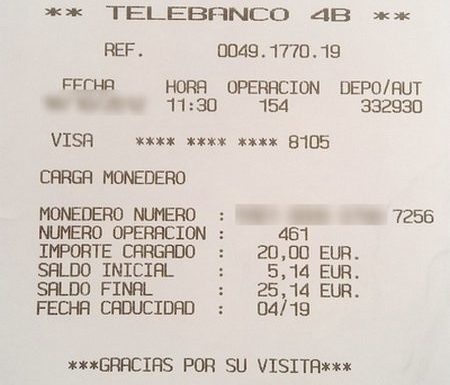 ** TELEBANCO 4B **
REF. 0049.1770.19
FECHA HORA OPERACION DEPO/AUT
11:30 154 332930
VISA **** **** **** 8105
CARGA MONEDERO
MONEDERO NUMERO : 7256
NUMERO OPERACION : 461
IMPORTE CARGADO : 20,00 EUR.
SALDO INICIAL : 5,14 EUR.
SALDO FINAL : 25,14 EUR.
FECHA CADUCIDAD : 04/19
***GRACIAS POR SU VISITA***